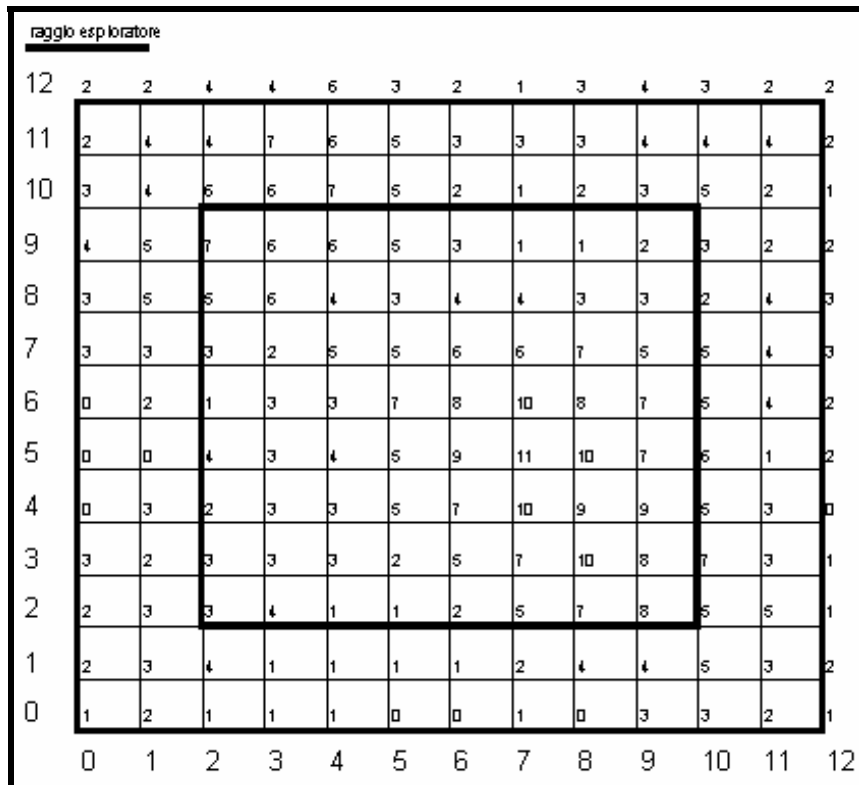 raggio esploratore
12 2 2 4 4 6 3 2 1 3 4 3 2 2
11 2 4 4 7 6 5 3 3 3 4 4 4 2
10 3 4 6 6 7 5 2 1 2 3 5 2 1
9 4 5 7 6 6 5 3 1 1 2 3 2 2
8 3 5 5 6 4 3 4 4 3 3 2 4 3
7 3 3 3 2 5 5 6 6 7 5 5 4 3
6 0 2 1 3 3 7 8 10 8 7 5 4 2
5 0 0 4 3 4 5 9 11 10 7 6 1 2
4 0 3 2 3 3 5 7 10 9 9 5 3 0
3 3 2 3 3 3 2 5 7 10 8 7 3 1
2 2 3 3 4 1 1 2 5 7 8 5 5 1
1 2 3 4 1 1 1 1 2 4 4 5 3 2
0 1 2 1 1 1 0 0 1 0 3 3 2 1
0 1 2 3 4 5 6 7 8 9 10 11 12